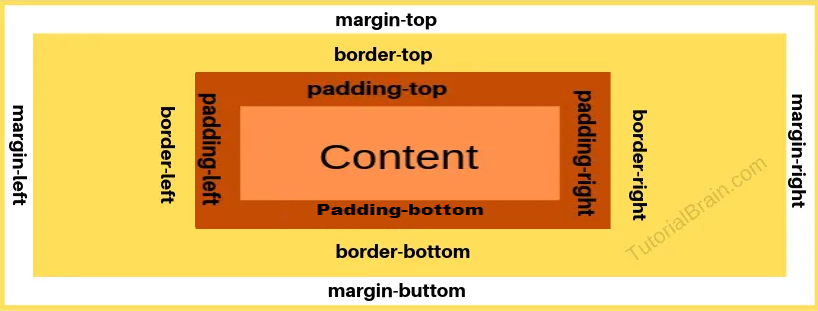 margin-top
border-top
padding-top
margin-left
border-left
padding-left
Content
padding-right
border-right
margin-right
Padding-bottom
border-bottom
margin-buttom
TutorialBrain.com